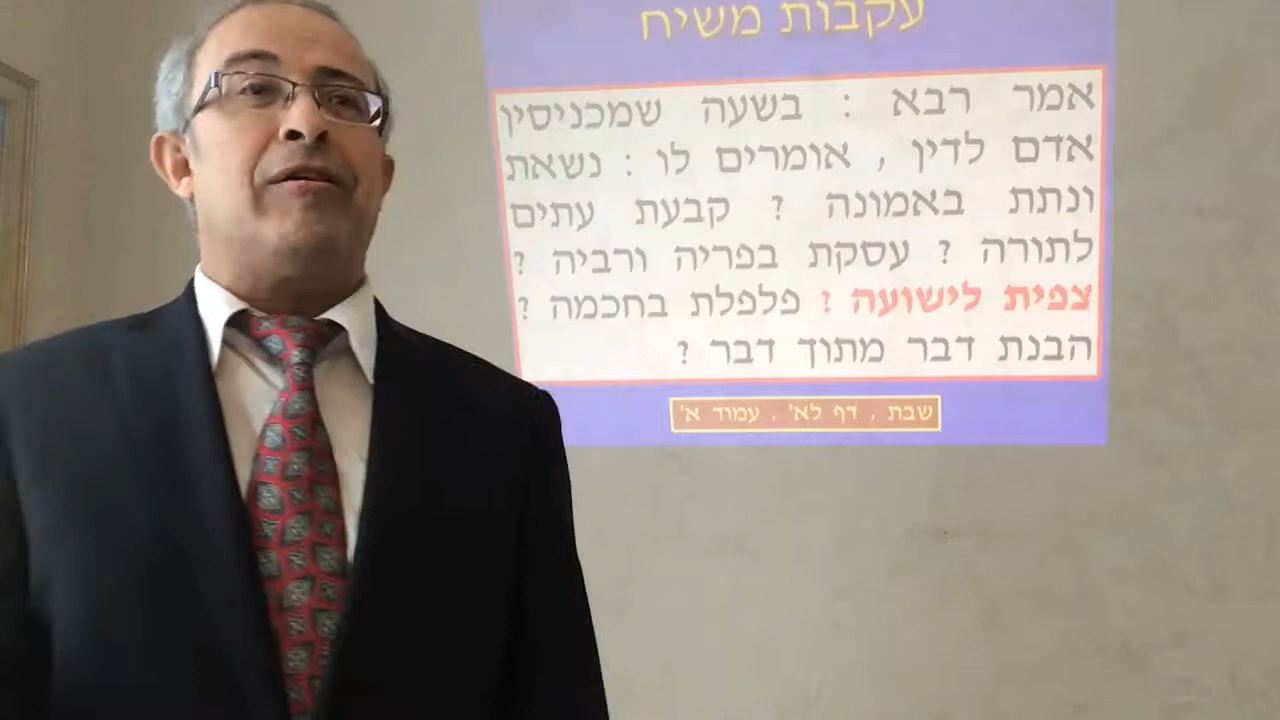 עקבות משיח
אמר רבא : בשעה שמכניסין
אדם לדין , אומרים לו : נשאת
ונתת באמונה ? קבעת עתים
לתורה ? עסקת בפריה ורביה ?
צפית לישועה ? פלפלת בחכמה ?
הבנת דבר מתוך דבר ?
שבת , דף לא' , עמוד א'